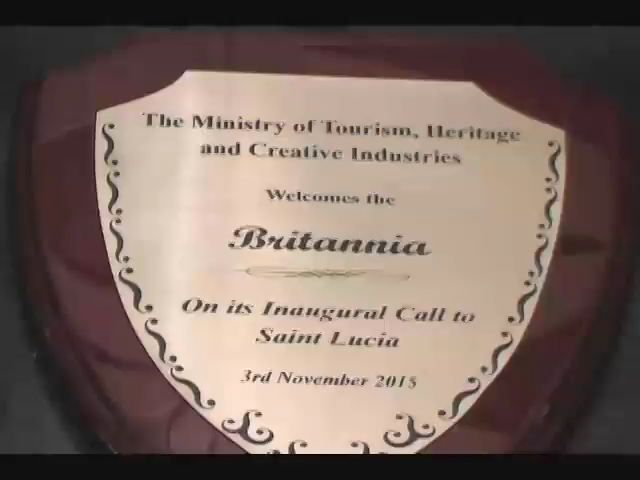 The Ministry of Tourism, Heritage
and Creative Industries
Welcomes the
Britannia
On its Inaugural Call to
Saint Lucia
3rd November 2015